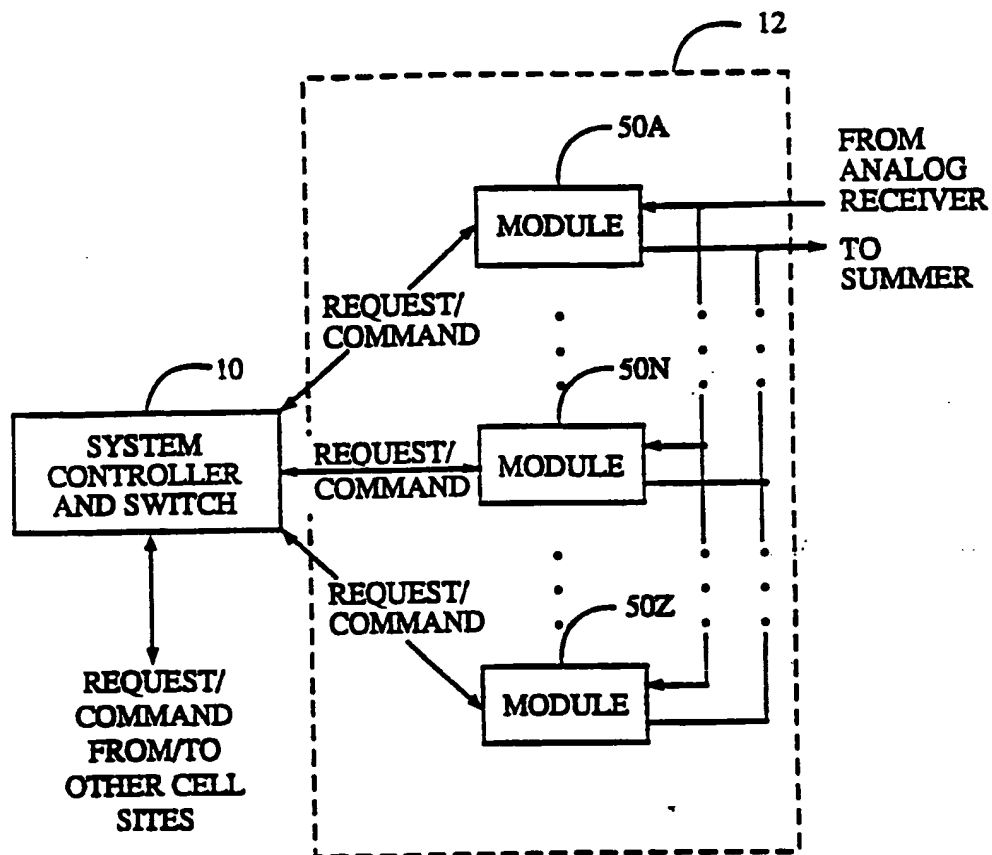 12
50A
FROM
ANALOG
RECEIVER
MODULE
TO
SUMMER
REQUEST/
COMMAND
10
50N
SYSTEM
CONTROLLER
AND SWITCH
REQUEST/
COMMAND
MODULE
REQUEST/
COMMAND
50Z
MODULE
REQUEST/
COMMAND
FROM/TO
OTHER CELL
SITES